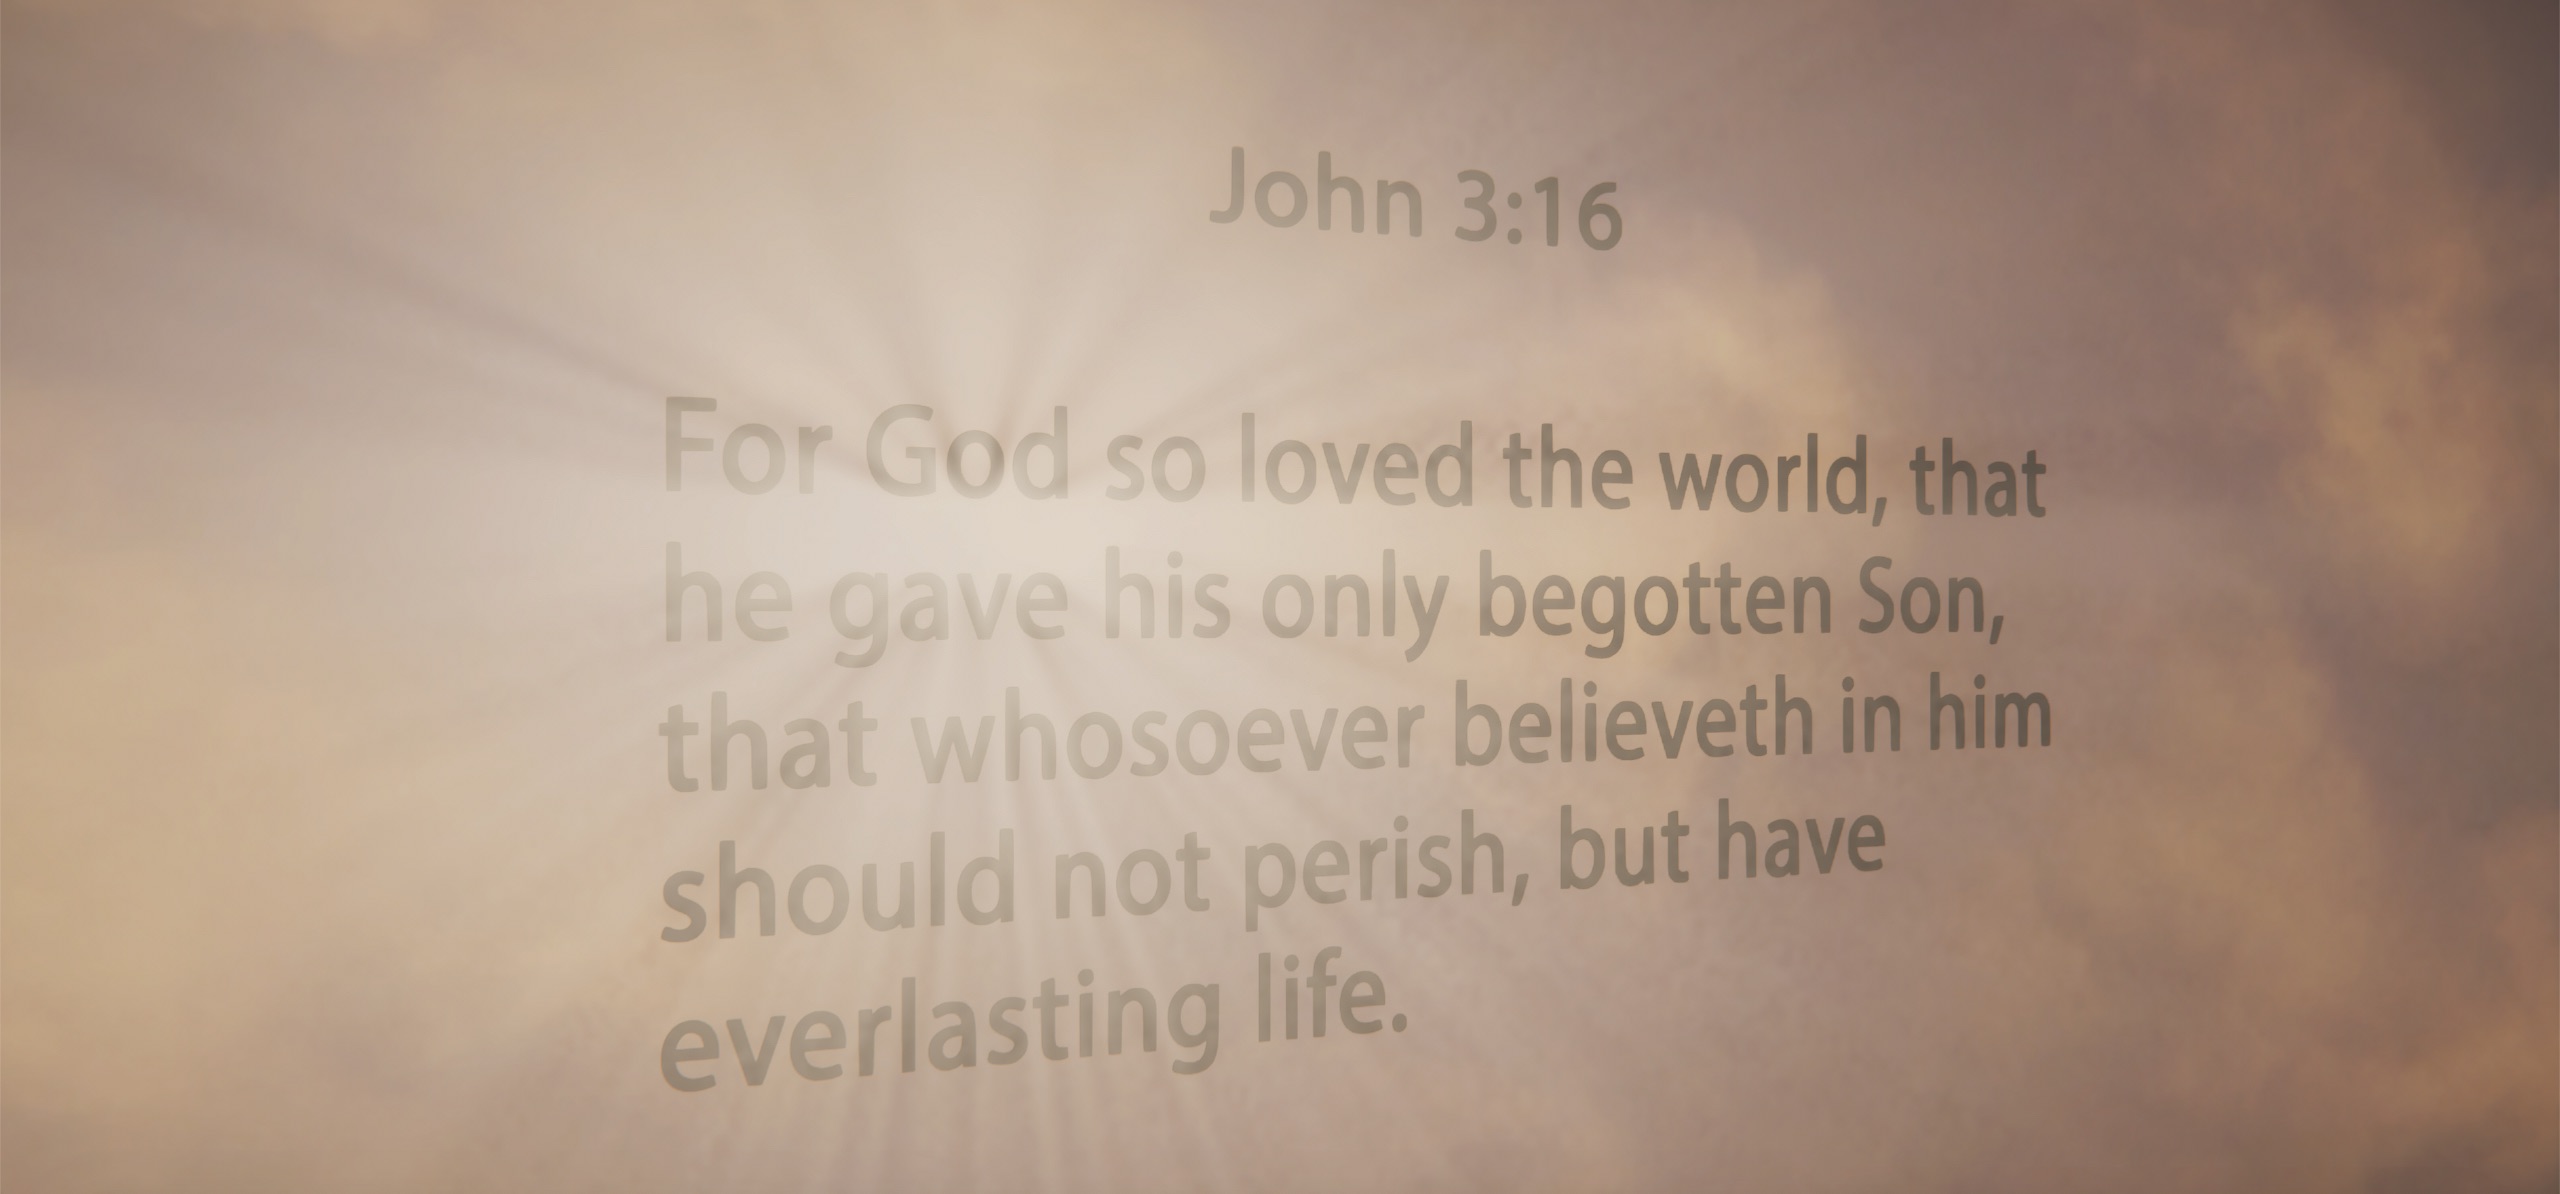 John 3:16
For God so loved the world, that
he gave his only begotten Son,
that whosoever believeth in him
should not perish, but have
everlasting life.